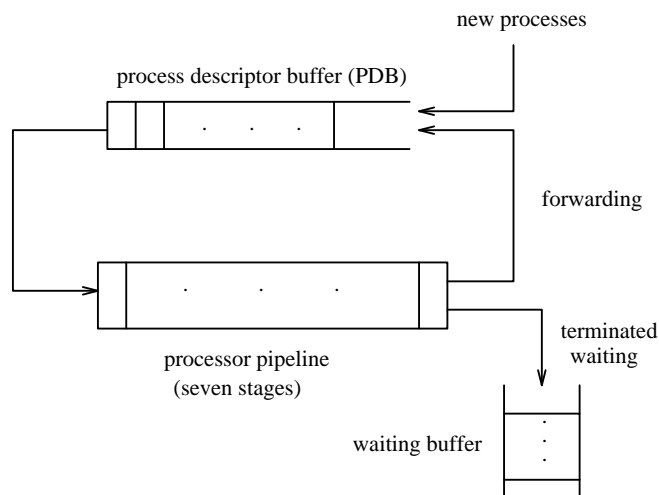 new processes
process descriptor buffer (PDB)
forwarding
processor pipeline
(seven stages)
terminated
waiting
waiting buffer